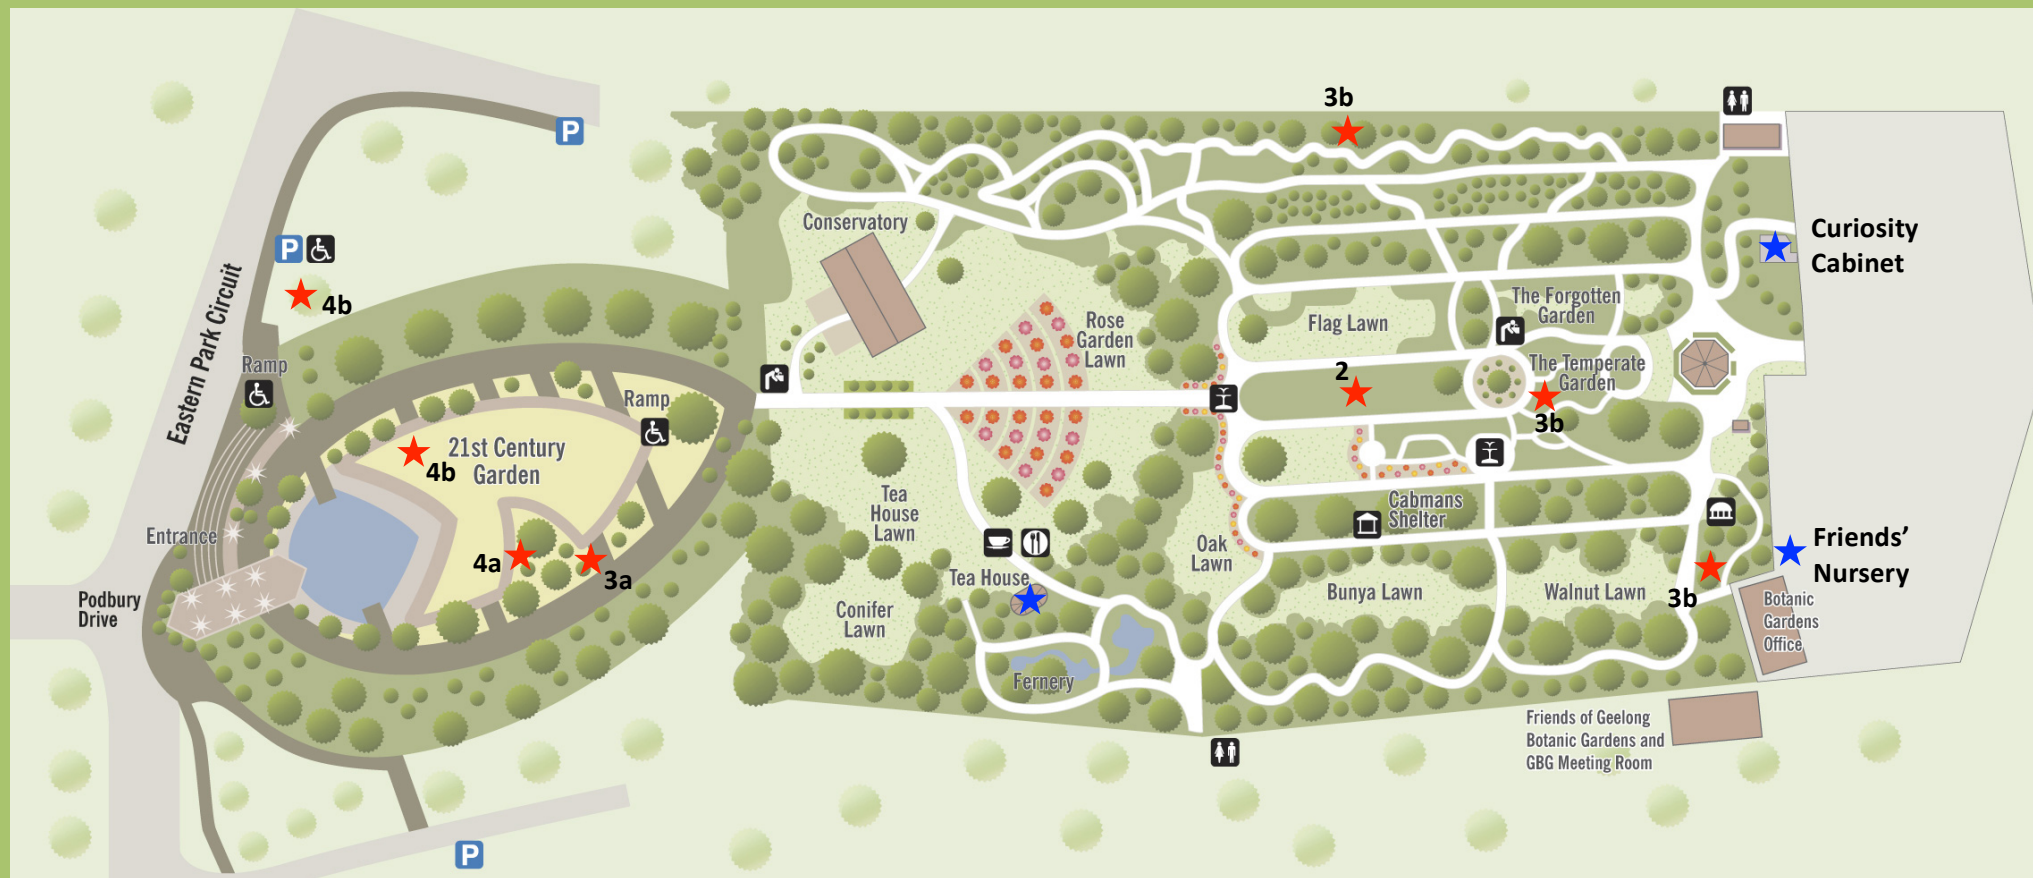 3b
P
Curiosity
Cabinet
Conservatory
P
4b
Eastern Park Circuit
Ramp
The Forgotten
Garden
Flag Lawn
Rose
Garden
Lawn
2
The Temperate
Garden
3b
Ramp
21st Century
Garden
4b
Tea
House
Lawn
Cabmans
Shelter
Entrance
4a
3a
Oak
Lawn
Friends’
Nursery
Tea House
Bunya Lawn
Walnut Lawn
3b
Podbury
Drive
Conifer
Lawn
Botanic
Gardens
Office
Fernery
Friends of Geelong
Botanic Gardens and
GBG Meeting Room
P